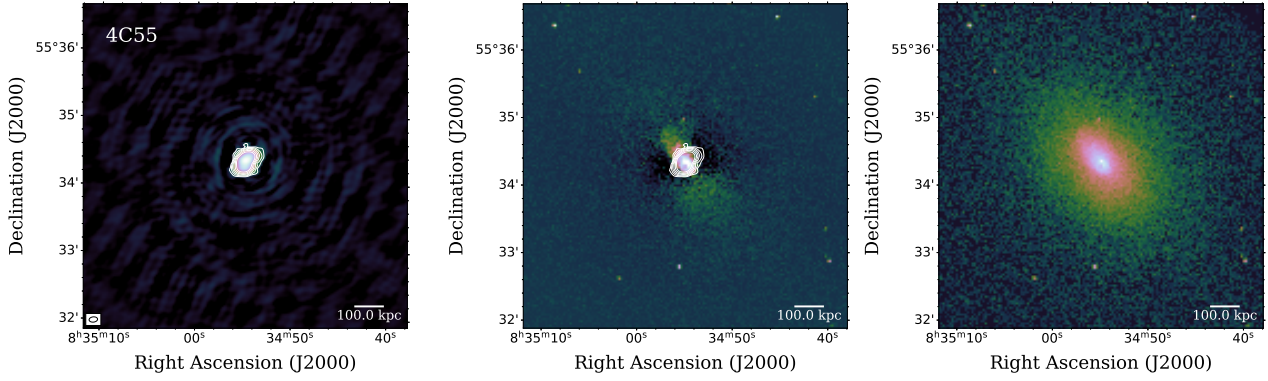 4C55
Declination (J2000)
55°36'
35'
34'
33'
32'
100.0 kpc
8ʰ35ᵐ10ˢ
00ˢ
34ᵐ50ˢ
40ˢ
Right Ascension (J2000)
Declination (J2000)
55°36'
35'
34'
33'
32'
100.0 kpc
8ʰ35ᵐ10ˢ
00ˢ
34ᵐ50ˢ
40ˢ
Right Ascension (J2000)
Declination (J2000)
55°36'
35'
34'
33'
32'
100.0 kpc
8ʰ35ᵐ10ˢ
00ˢ
34ᵐ50ˢ
40ˢ
Right Ascension (J2000)